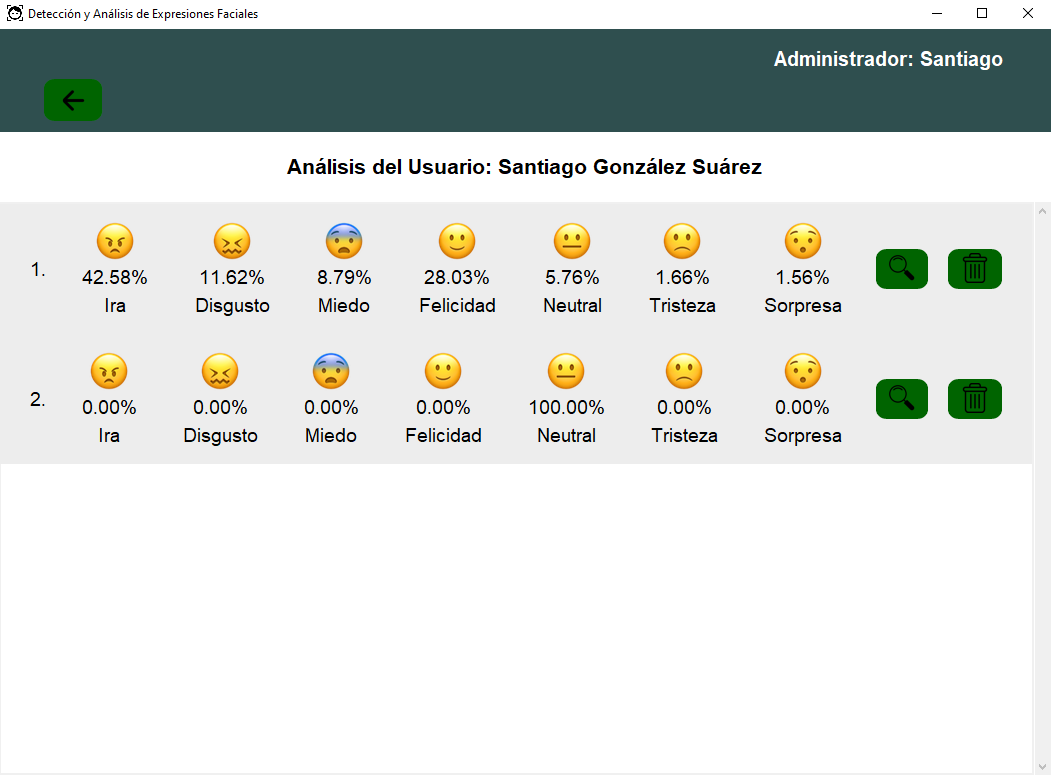 Detección y Análisis de Expresiones Faciales
Administrador: Santiago
Análisis del Usuario: Santiago González Suárez
1.
42.58% 11.62% 8.79% 28.03% 5.76% 1.66% 1.56%
Ira Disgusto Miedo Felicidad Neutral Tristeza Sorpresa
2.
0.00% 0.00% 0.00% 0.00% 100.00% 0.00% 0.00%
Ira Disgusto Miedo Felicidad Neutral Tristeza Sorpresa